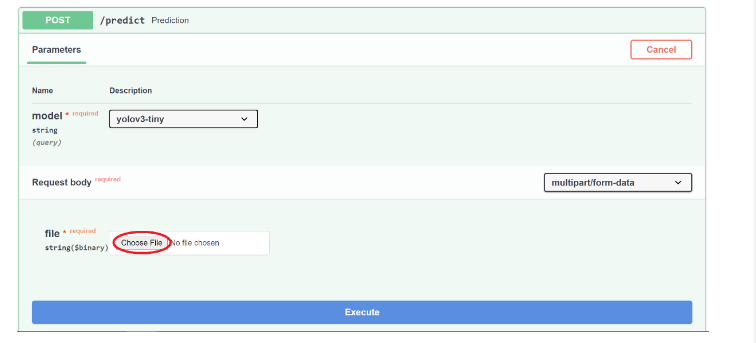 POST /predict Prediction
Parameters
Cancel
Name Description
model * required
yolov3-tiny
string
(query)
Request body required
multipart/form-data
file * required
Choose File No file chosen
string($binary)
Execute